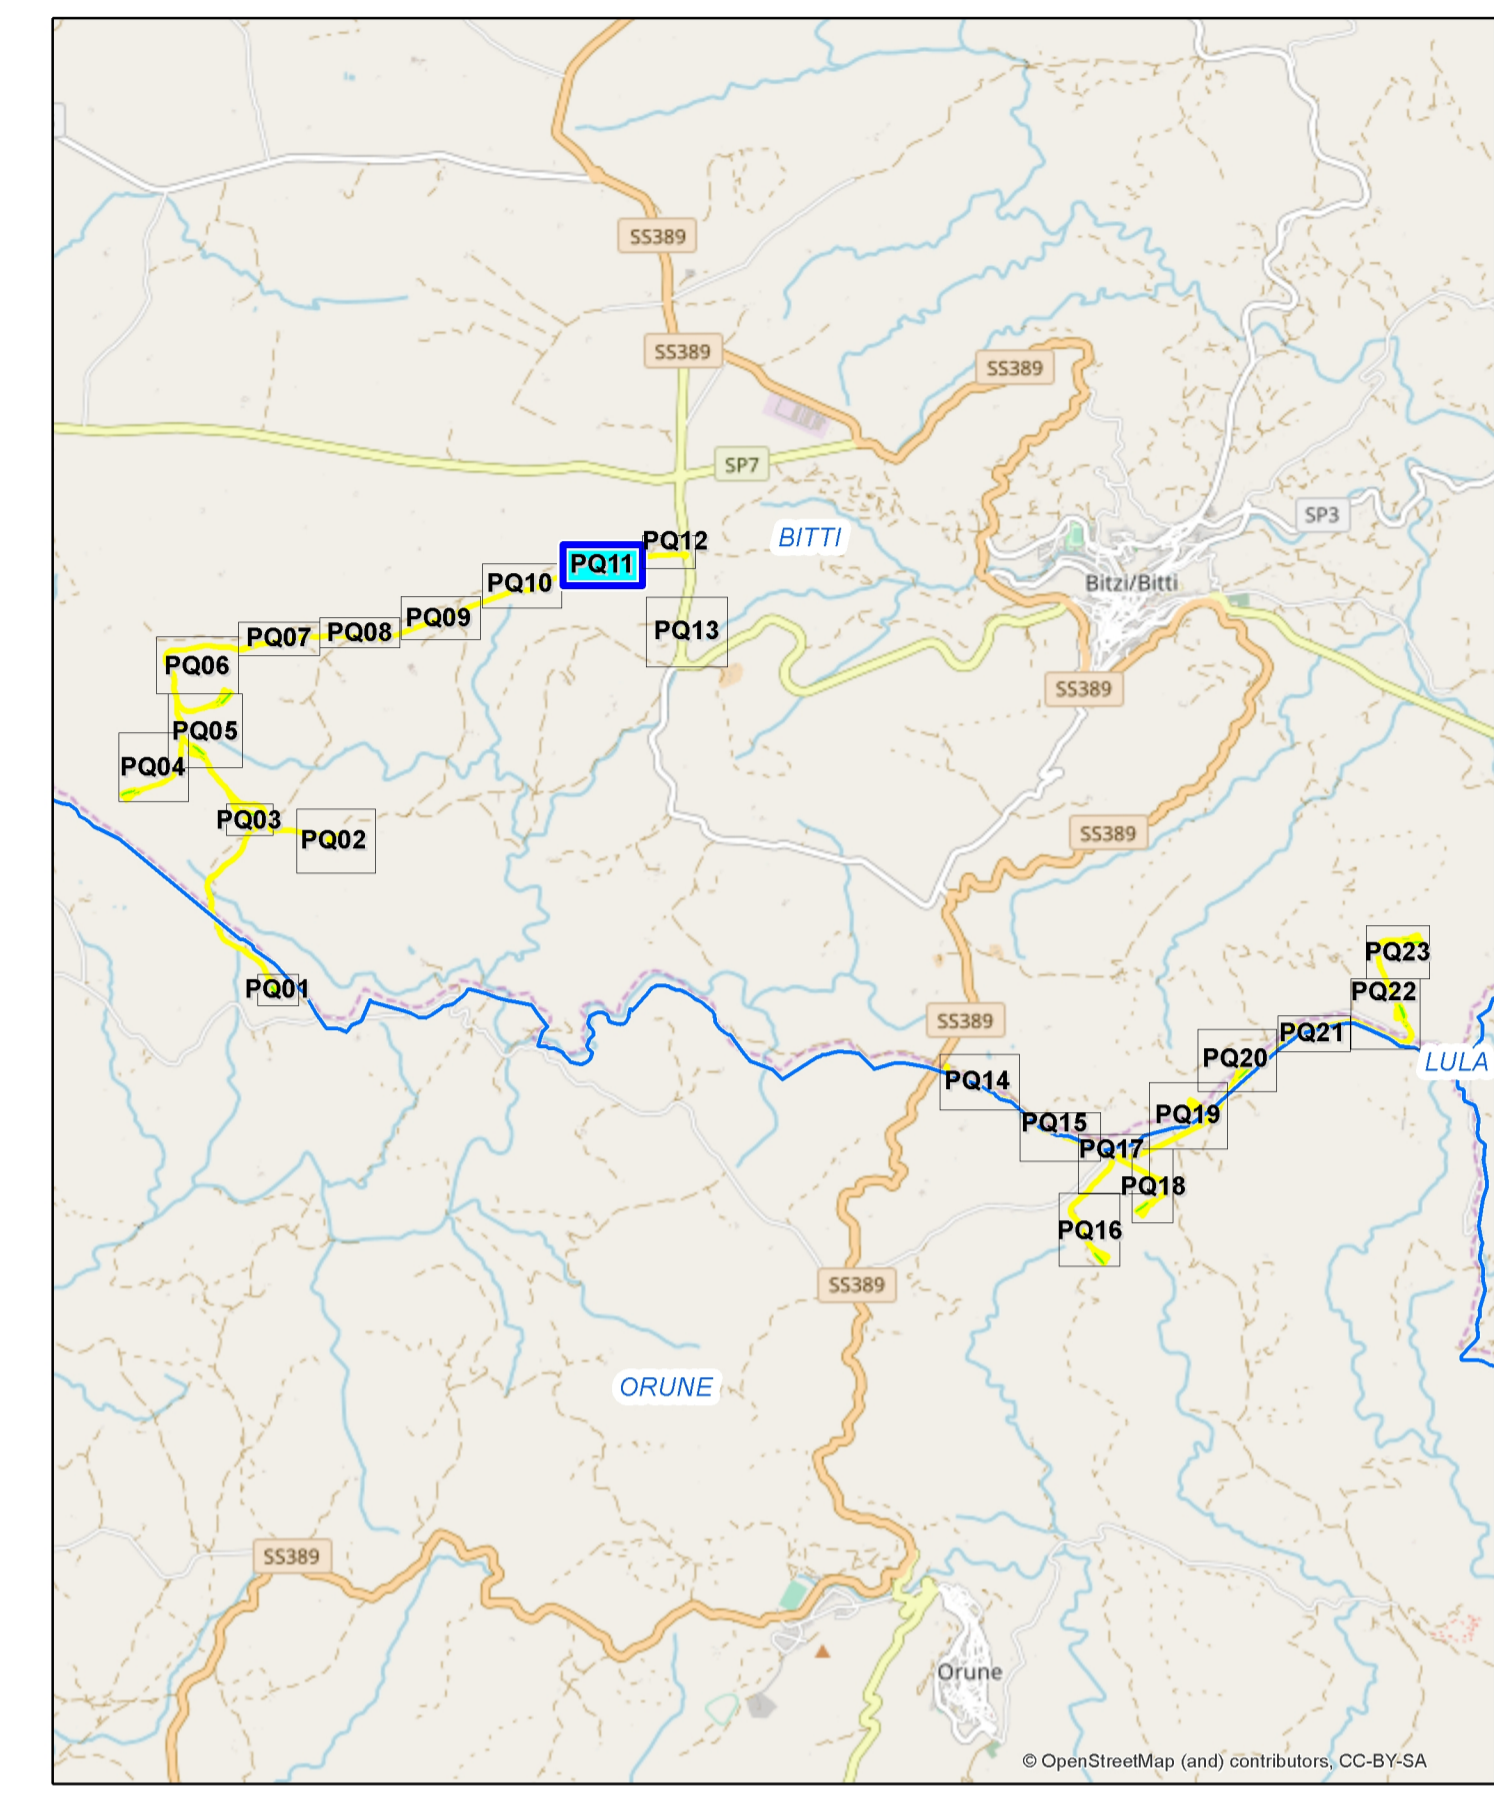 SS389
SS389
SS389
SP7
SP3
PQ12
BITTI
PQ11
PQ10
Bitzi/Bitti
PQ09
PQ13
PQ08
PQ07
PQ06
SS389
PQ05
PQ04
PQ03
SS389
PQ02
PQ23
PQ01
PQ22
SS389
PQ21
PQ20
LULA
PQ14
PQ19
PQ15
PQ17
PQ18
PQ16
SS389
ORUNE
SS389
Orune
© OpenStreetMap (and) contributors, CC-BY-SA